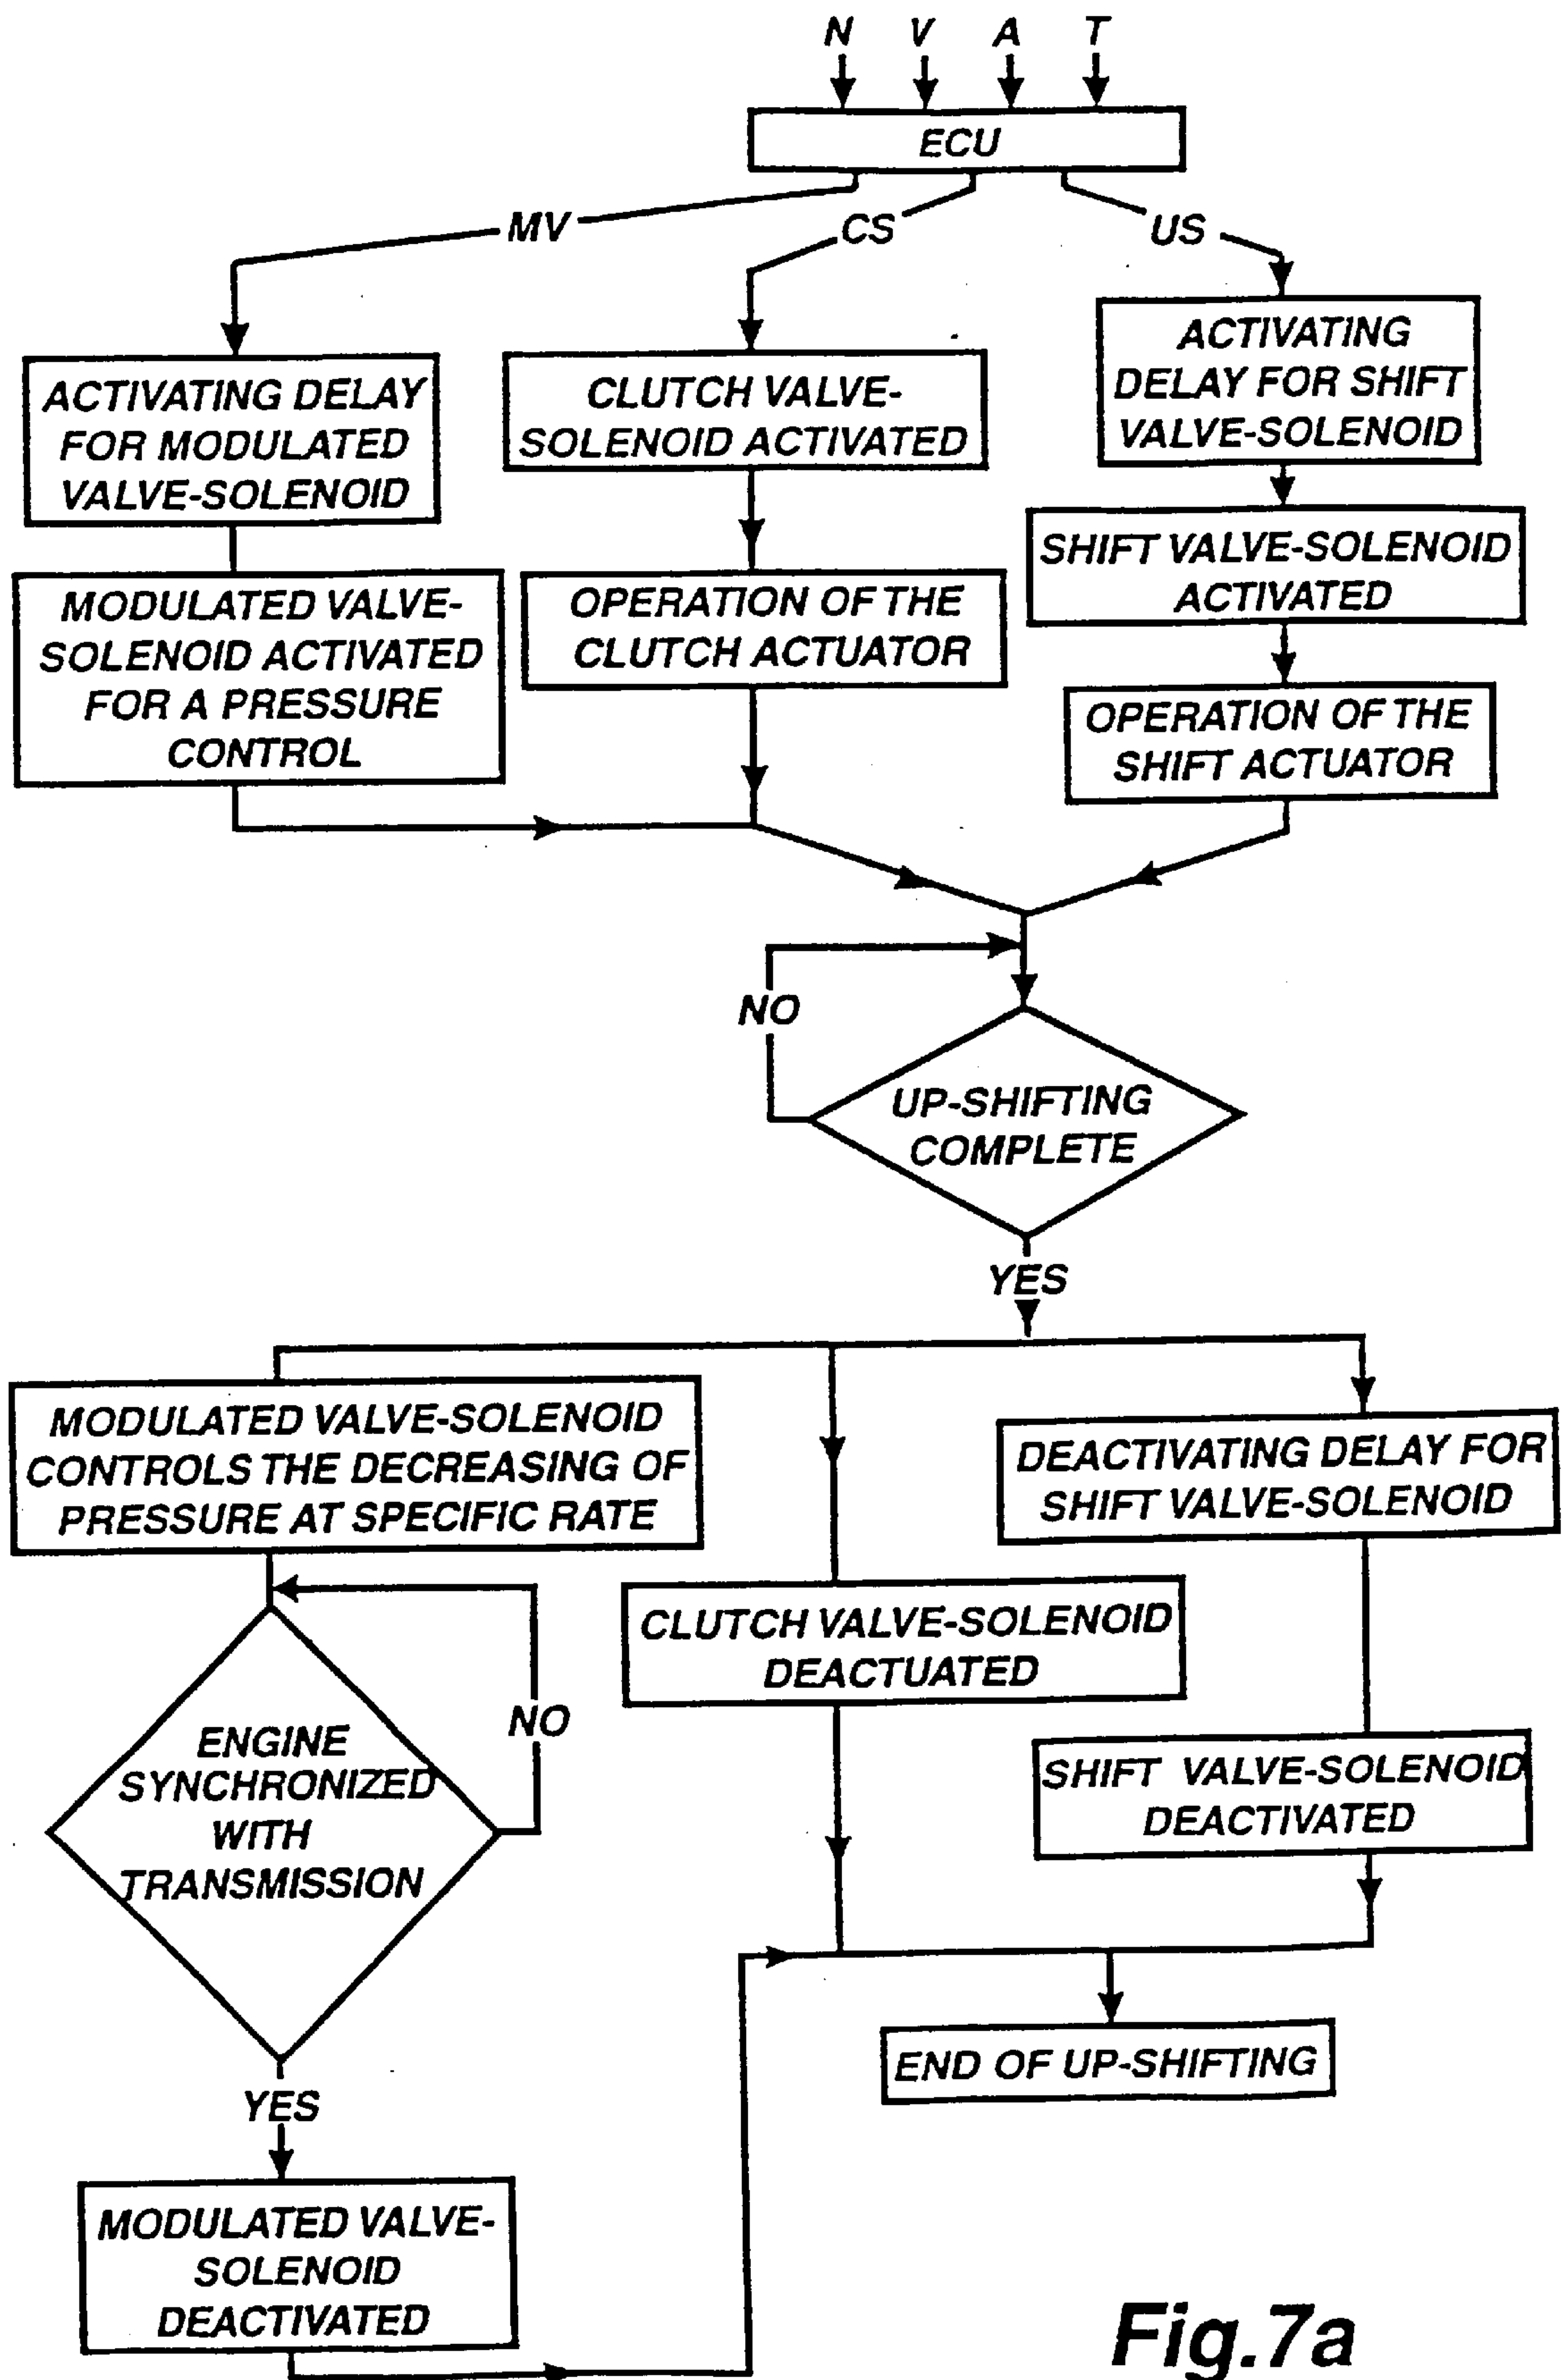 N V A T
ECU
MV CS US
ACTIVATING DELAY
FOR MODULATED
VALVE-SOLENOID
CLUTCH VALVE-
SOLENOID ACTIVATED
ACTIVATING
DELAY FOR SHIFT
VALVE-SOLENOID
MODULATED VALVE-
SOLENOID ACTIVATED
FOR A PRESSURE
CONTROL
OPERATION OF THE
CLUTCH ACTUATOR
SHIFT VALVE-SOLENOID
ACTIVATED
OPERATION OF THE
SHIFT ACTUATOR
NO
UP-SHIFTING
COMPLETE
YES
MODULATED VALVE-SOLENOID
CONTROLS THE DECREASING OF
PRESSURE AT SPECIFIC RATE
DEACTIVATING DELAY FOR
SHIFT VALVE-SOLENOID
CLUTCH VALVE-SOLENOID
DEACTUATED
NO
ENGINE
SYNCHRONIZED
WITH
TRANSMISSION
SHIFT VALVE-SOLENOID
DEACTIVATED
END OF UP-SHIFTING
YES
MODULATED VALVE-
SOLENOID
DEACTIVATED
Fig.7a